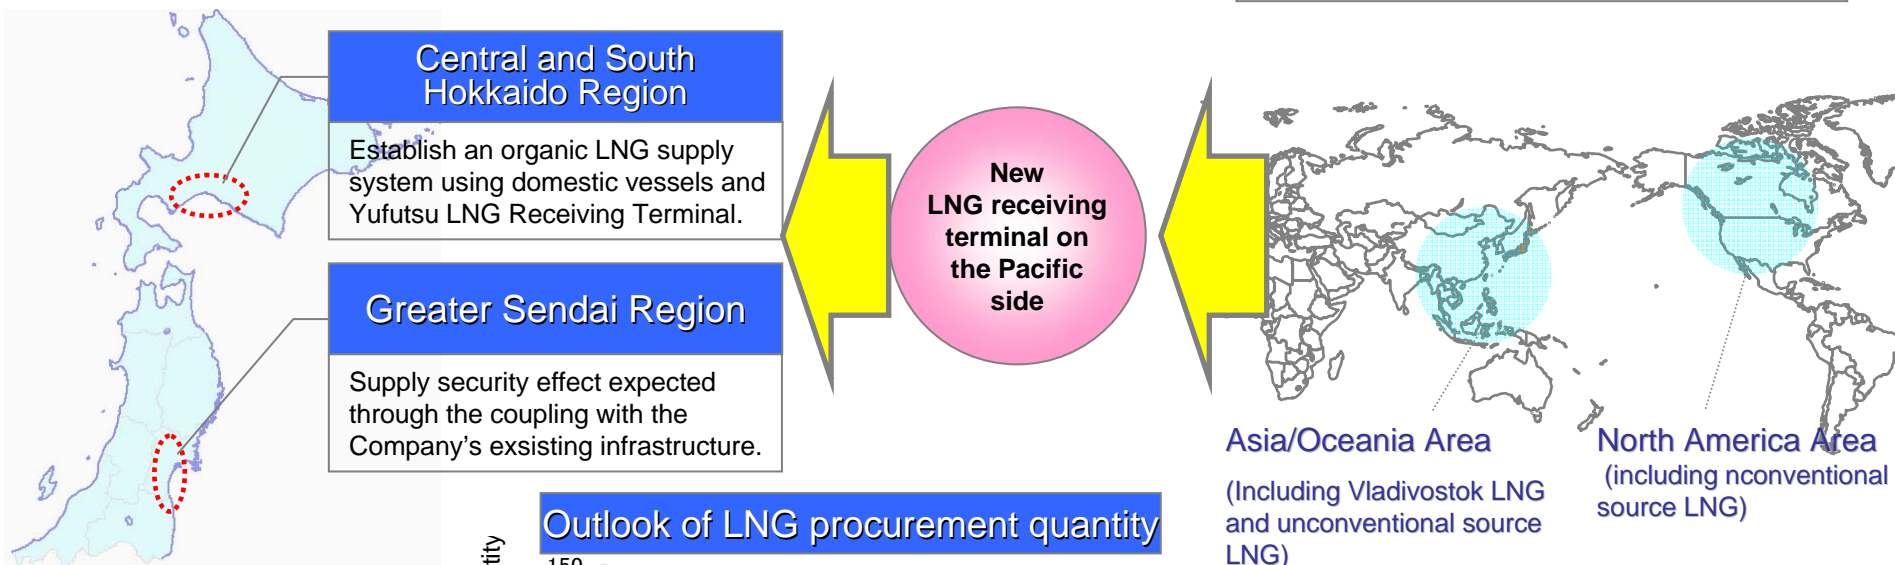 Central and South
Hokkaido Region
Establish an organic LNG supply
system using domestic vessels and
Yufutsu LNG Receiving Terminal.
Greater Sendai Region
Supply security effect expected
through the coupling with the
Company's exsisting infrastructure.
New
LNG receiving
terminal on
the Pacific
side
Asia/Oceania Area
(Including Vladivostok LNG
and unconventional source
LNG)
North America Area
(including nconventional
source LNG)
Outlook of LNG procurement quantity
150